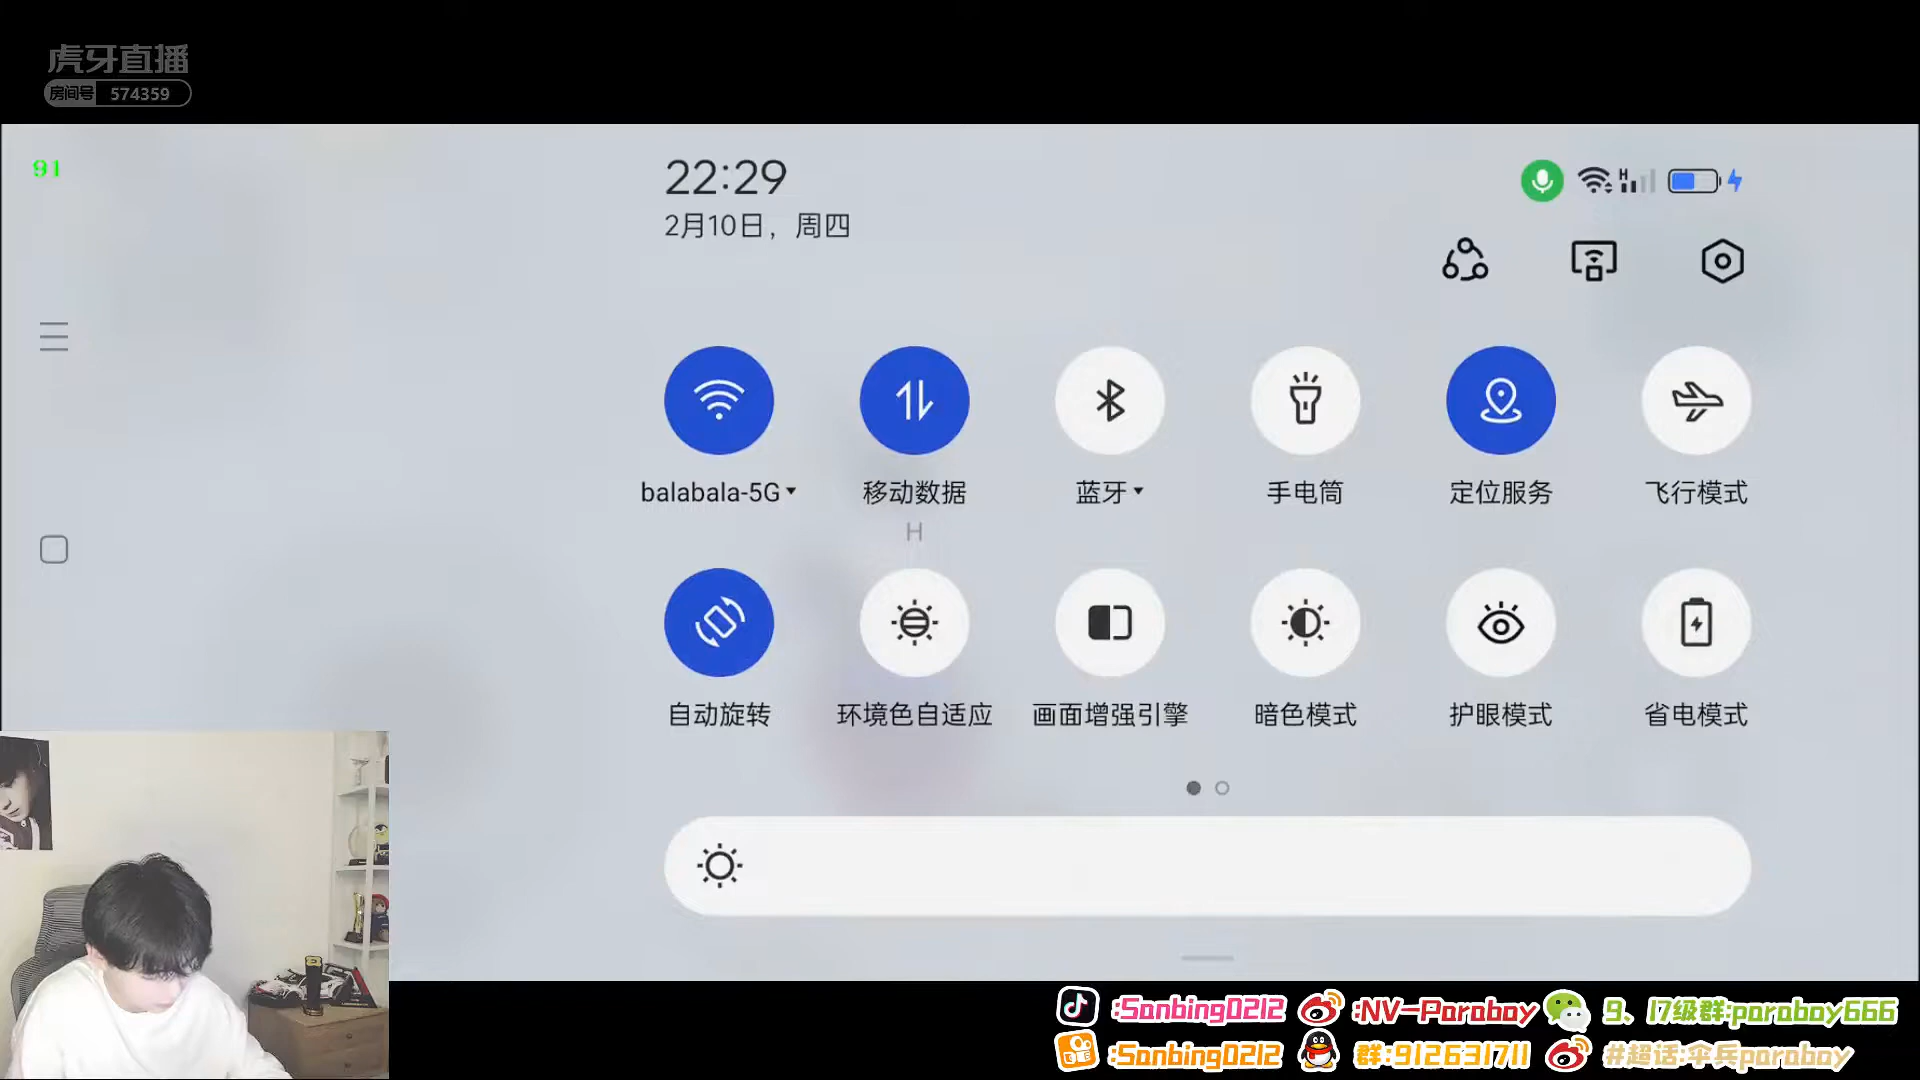 虎牙直播
房间号 574359
91
22:29
2月10日，周四
H
balabala-5G
移动数据
蓝牙
手电筒
定位服务
飞行模式
H
自动旋转
环境色自适应
画面增强引擎
暗色模式
护眼模式
省电模式
:Sanbing0212
:NV-Paraboy
9、17级群:paraboy666
:Sanbing0212
群:912631711
#超话:伞兵paraboy